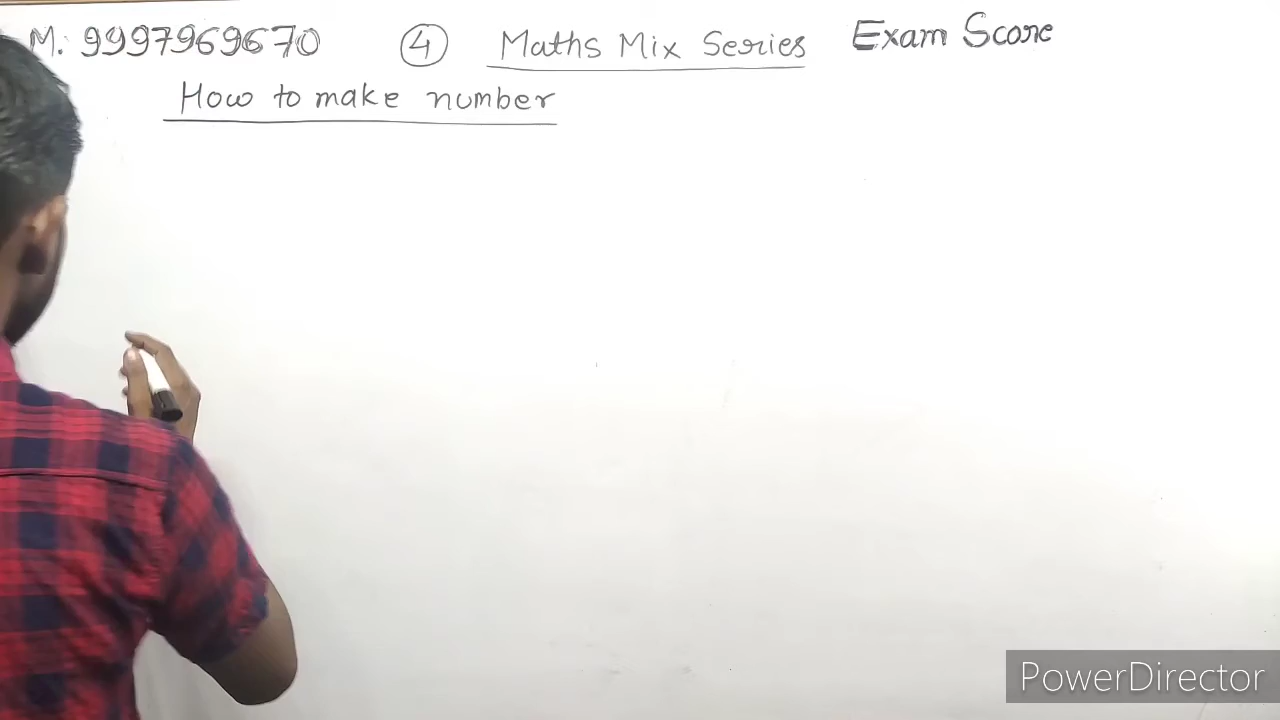 M. 9997969670 4 Maths Mix Series Exam Score
How to make number
PowerDirector